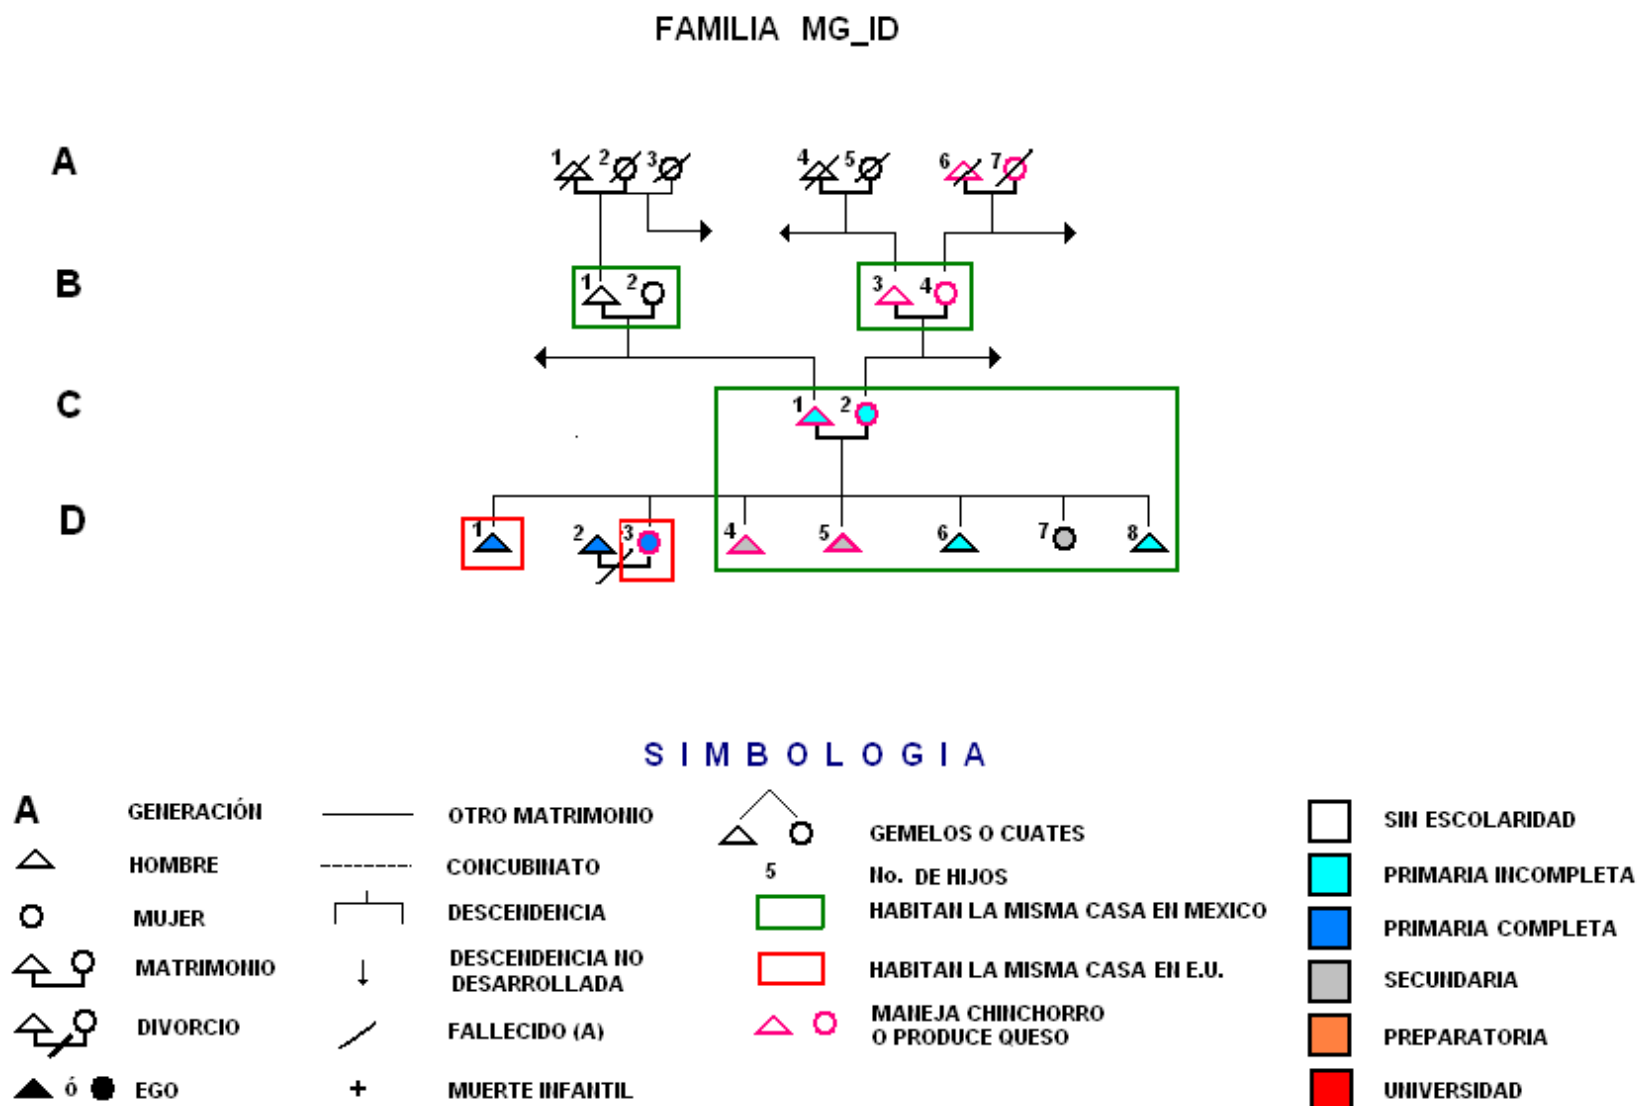 FAMILIA MG_ID
A
1 2 3 4 5 6 7
B
1 2 3 4
C
1 2
D
1 2 3 4 5 6 7 8
SIMBOLOGIA
A GENERACIÓN
HOMBRE
MUJER
MATRIMONIO
DIVORCIO
ó EGO
OTRO MATRIMONIO
CONCUBINATO
DESCENDENCIA
DESCENDENCIA NO
DESARROLLADA
FALLECIDO (A)
+ MUERTE INFANTIL
GEMELOS O CUATES
5 No. DE HIJOS
HABITAN LA MISMA CASA EN MEXICO
HABITAN LA MISMA CASA EN E.U.
MANEJA CHINCHORRO
O PRODUCE QUESO
SIN ESCOLARIDAD
PRIMARIA INCOMPLETA
PRIMARIA COMPLETA
SECUNDARIA
PREPARATORIA
UNIVERSIDAD